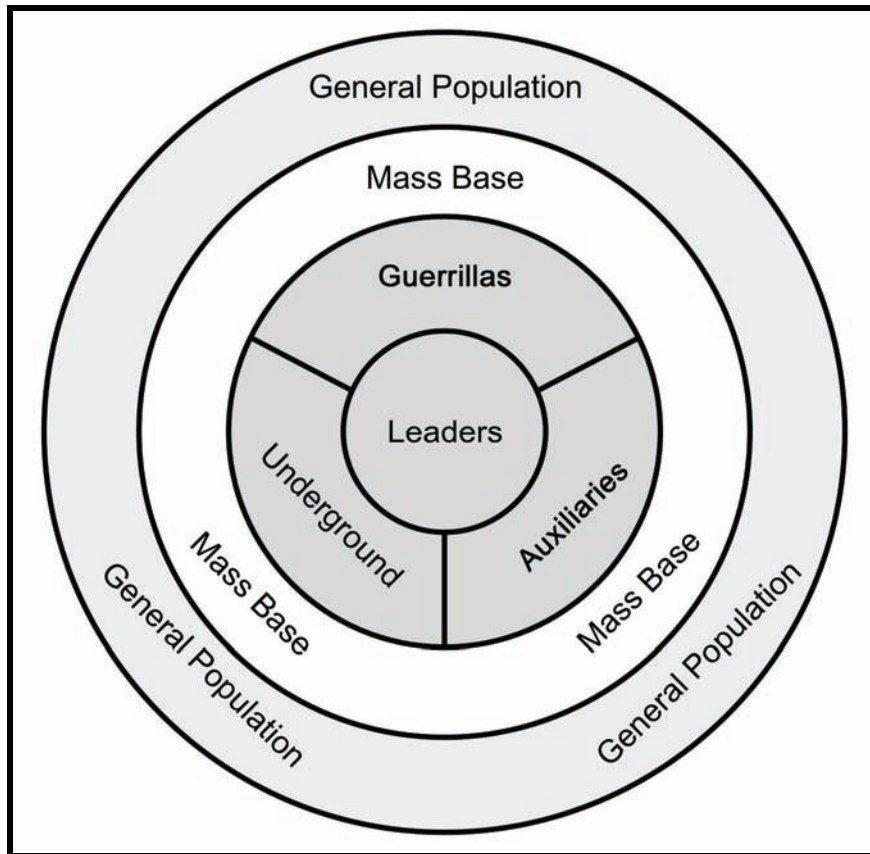 General Population
Mass Base
Guerrillas
Leaders
Underground
Auxiliaries
Mass Base
Mass Base
General Population
General Population